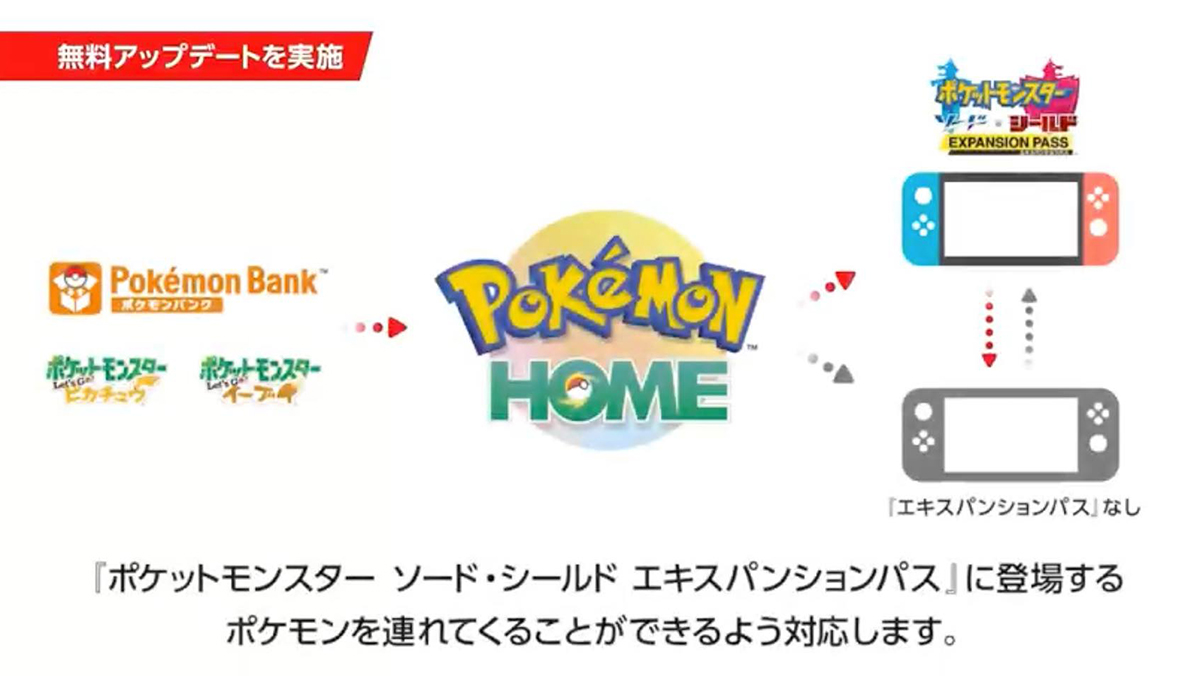 無料アップデートを実施
ポケットモンスター
ソード・シールド
EXPANSION PASS
Pokémon Bank™
ポケモンバンク
ポケットモンスター
Let's Go!
ピカチュウ
ポケットモンスター
Let's Go!
イーブイ
POKÉMON™
HOME
『エキスパンションパス』なし
『ポケットモンスター ソード・シールド エキスパンションパス』に登場する
ポケモンを連れてくることができるよう対応します。